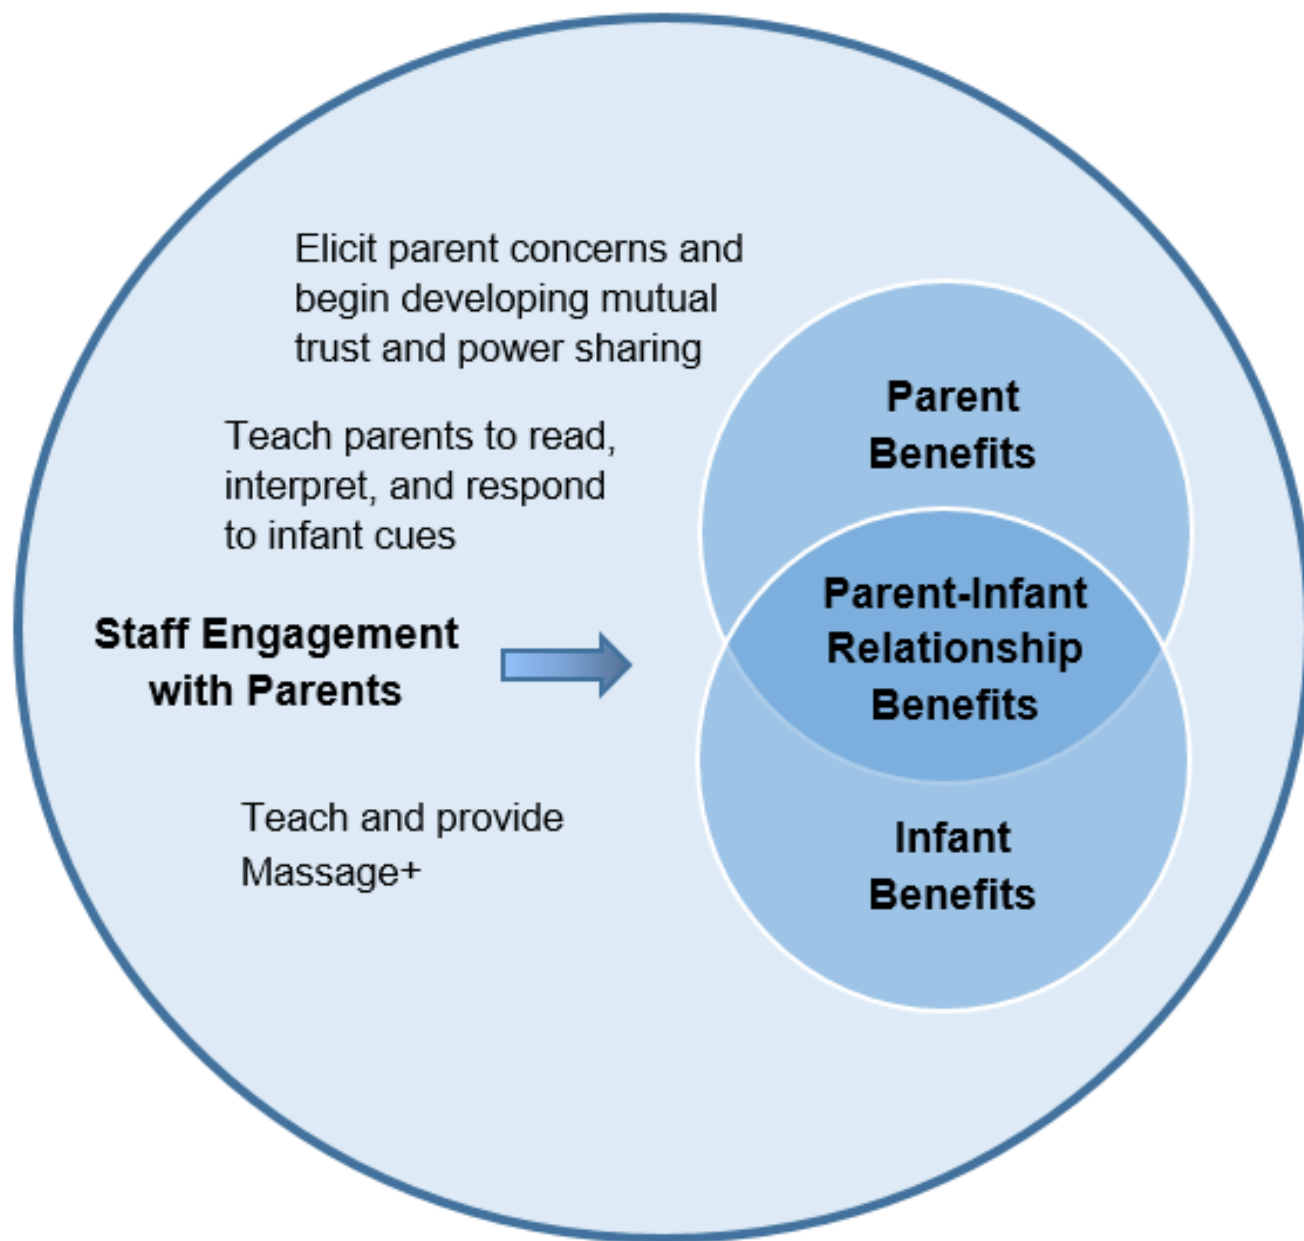 Elicit parent concerns and
begin developing mutual
trust and power sharing
Teach parents to read,
interpret, and respond
to infant cues
Staff Engagement
with Parents
Teach and provide
Massage+
Parent
Benefits
Parent-Infant
Relationship
Benefits
Infant
Benefits